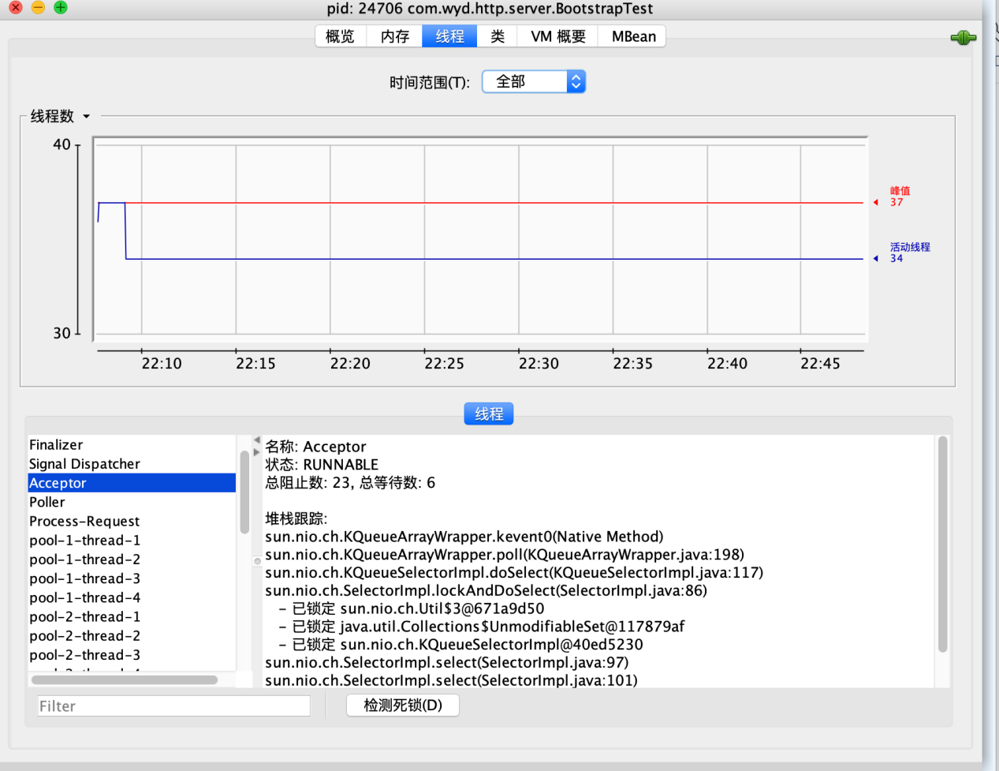 pid: 24706 com.wyd.http.server.BootstrapTest
概览 内存 线程 类 VM 概要 MBean
时间范围(T): 全部
线程数
40
峰值
37
活动线程
34
30
22:10 22:15 22:20 22:25 22:30 22:35 22:40 22:45
线程
Finalizer
Signal Dispatcher
Acceptor
Poller
Process-Request
pool-1-thread-1
pool-1-thread-2
pool-1-thread-3
pool-1-thread-4
pool-2-thread-1
pool-2-thread-2
pool-2-thread-3
名称: Acceptor
状态: RUNNABLE
总阻止数: 23, 总等待数: 6
堆栈跟踪:
sun.nio.ch.KQueueArrayWrapper.kevent0(Native Method)
sun.nio.ch.KQueueArrayWrapper.poll(KQueueArrayWrapper.java:198)
sun.nio.ch.KQueueSelectorImpl.doSelect(KQueueSelectorImpl.java:117)
sun.nio.ch.SelectorImpl.lockAndDoSelect(SelectorImpl.java:86)
- 已锁定 sun.nio.ch.Util$3@671a9d50
- 已锁定 java.util.Collections$UnmodifiableSet@117879af
- 已锁定 sun.nio.ch.KQueueSelectorImpl@40ed5230
sun.nio.ch.SelectorImpl.select(SelectorImpl.java:97)
sun.nio.ch.SelectorImpl.select(SelectorImpl.java:101)
Filter
检测死锁(D)